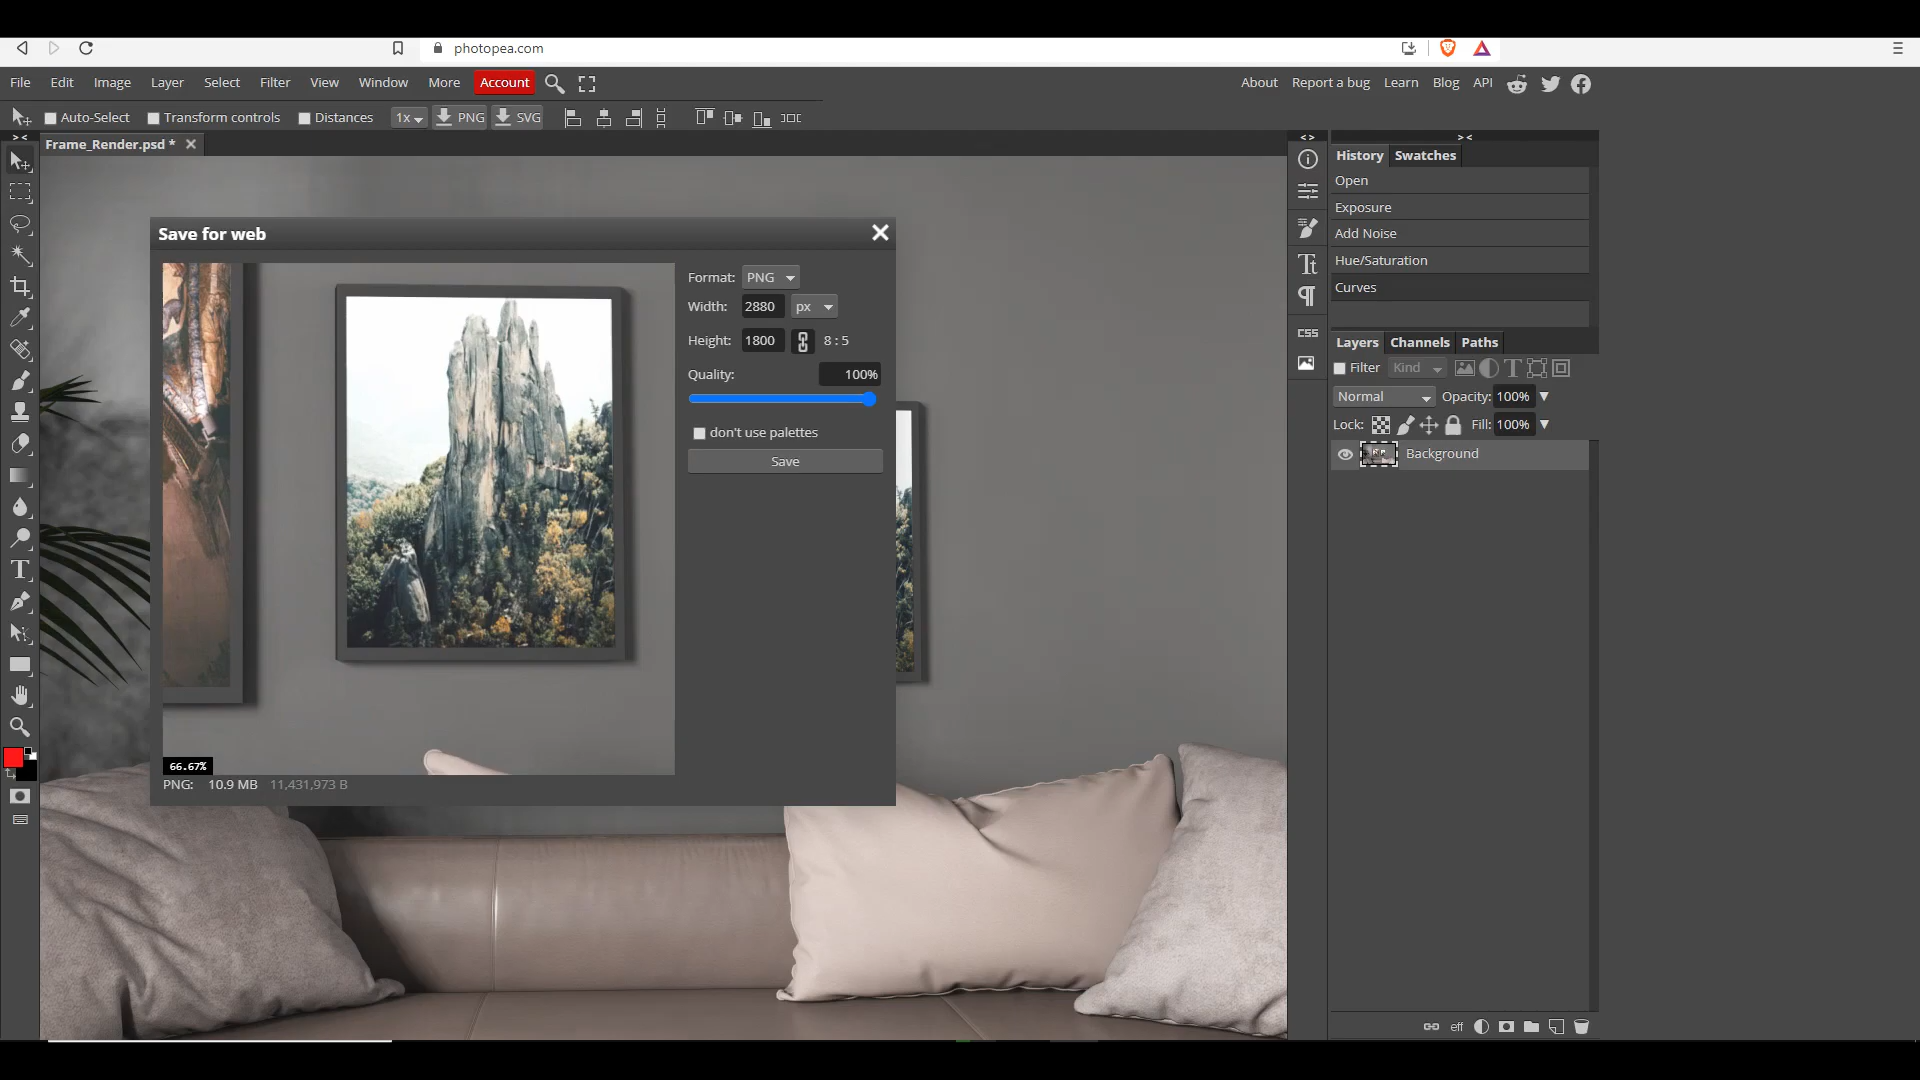 photopea.com
File Edit Image Layer Select Filter View Window More Account About Report a bug Learn Blog API
Auto-Select Transform controls Distances 1x PNG SVG
Frame_Render.psd *
History Swatches
Open
Exposure
Add Noise
Hue/Saturation
Curves
CSS
Layers Channels Paths
Filter Kind
Normal Opacity: 100%
Lock: Fill: 100%
Background
eff
Save for web
Format: PNG
Width: 2880 px
Height: 1800 8 : 5
Quality: 100%
don't use palettes
Save
66.67%
PNG: 10.9 MB 11,431,973 B